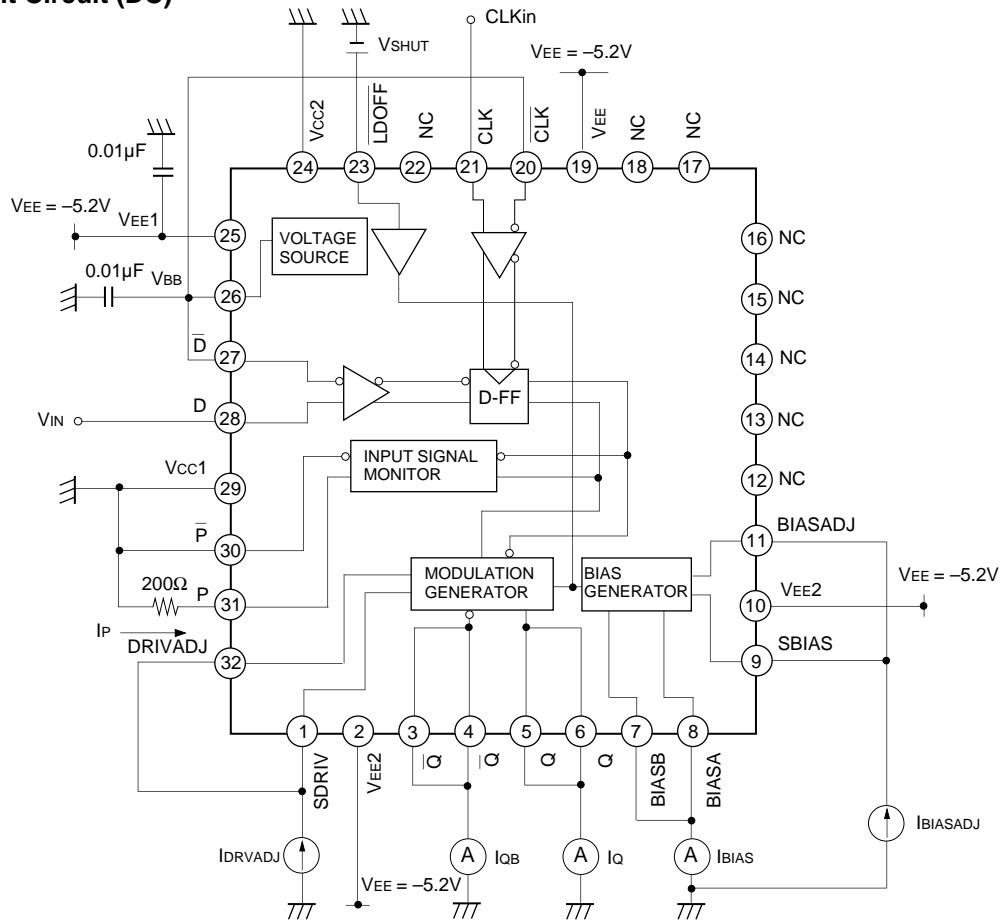 t Circuit (DC)
CLKin
VSHUT
VEE = –5.2V
VCC2
LDOFF
NC
CLK
CLK
VEE
NC
NC
0.01µF
24
23
22
21
20
19
18
17
VEE = –5.2V
VEE1
25
VOLTAGE
SOURCE
16
NC
0.01µF
VBB
26
15
NC
D
27
14
NC
D-FF
VIN
D
28
13
NC
VCC1
29
INPUT SIGNAL
MONITOR
12
NC
P
30
11
BIASADJ
200Ω
P
31
MODULATION
GENERATOR
BIAS
GENERATOR
10
VEE2
VEE = –5.2V
IP
DRIVADJ
32
9
SBIAS
1
2
3
4
5
6
7
8
SDRIV
VEE2
Q
Q
Q
Q
BIASB
BIASA
IDRVADJ
VEE = –5.2V
A
IQB
A
IQ
A
IBIAS
IBIASADJ